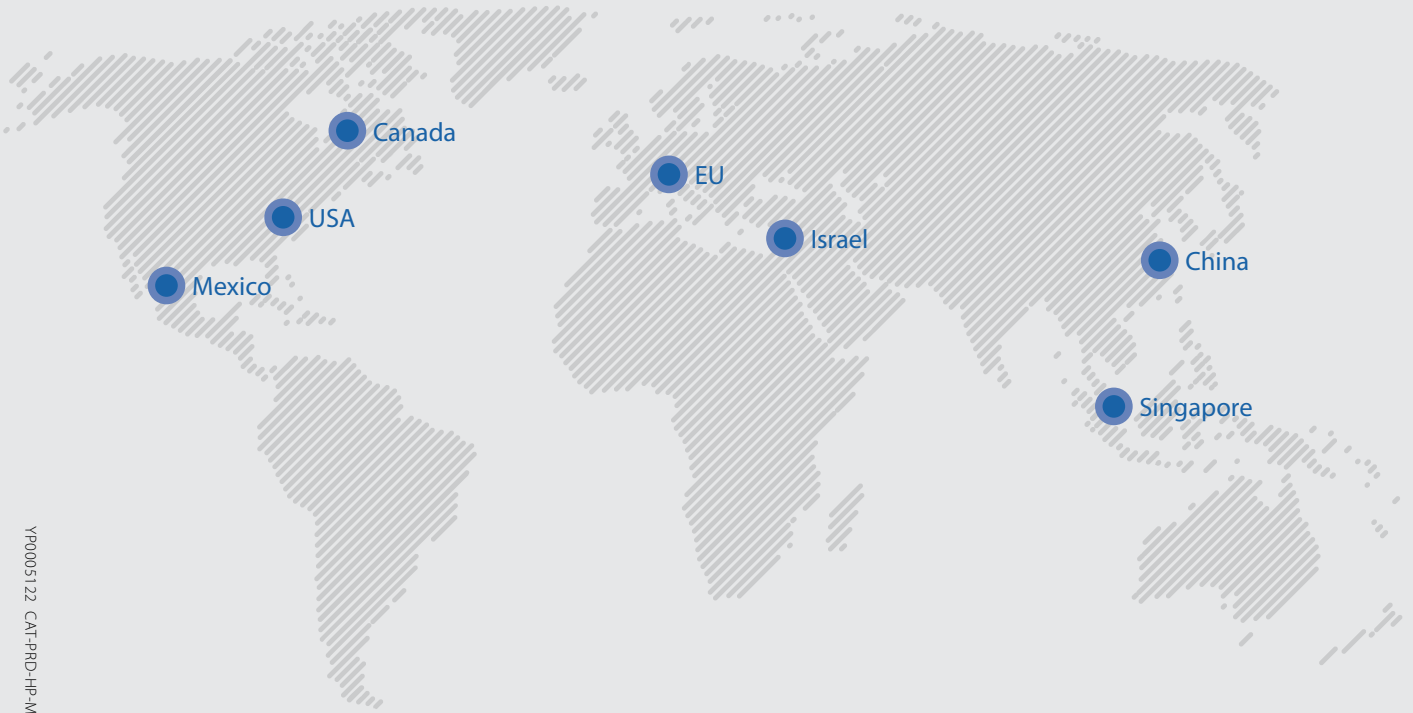 Canada
EU
USA
Israel
China
Mexico
Singapore
YP0005122 CAT-PRD-HP-M